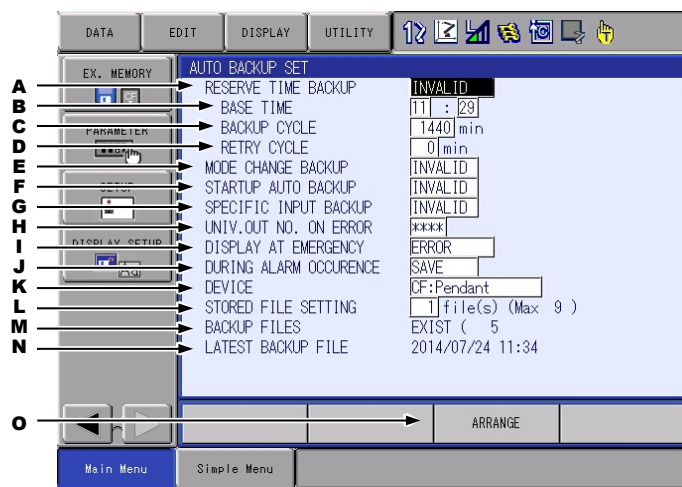 DATA EDIT DISPLAY UTILITY
EX. MEMORY
CF
PARAMETER
SETUP
DISPLAY SETUP
AUTO BACKUP SET
A RESERVE TIME BACKUP INVALID
B BASE TIME 11 : 29
C BACKUP CYCLE 1440 min
D RETRY CYCLE 0 min
E MODE CHANGE BACKUP INVALID
F STARTUP AUTO BACKUP INVALID
G SPECIFIC INPUT BACKUP INVALID
H UNIV.OUT NO. ON ERROR ****
I DISPLAY AT EMERGENCY ERROR
J DURING ALARM OCCURENCE SAVE
K DEVICE CF:Pendant
L STORED FILE SETTING 1 file(s) (Max 9 )
M BACKUP FILES EXIST ( 5
N LATEST BACKUP FILE 2014/07/24 11:34
O ARRANGE
Main Menu Simple Menu